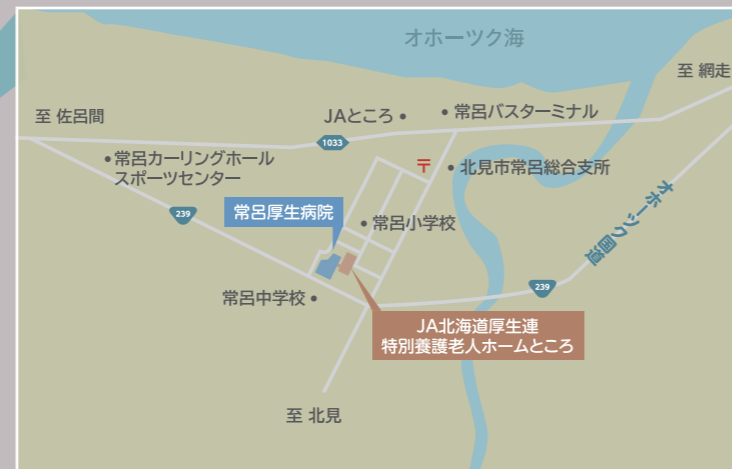 オホーツク海
至 網走
至 佐呂間
JAところ
常呂バスターミナル
1033
常呂カーリングホール
スポーツセンター
〒
北見市常呂総合支所
239
常呂厚生病院
常呂小学校
オホーツク国道
239
常呂中学校
JA北海道厚生連
特別養護老人ホームところ
至 北見